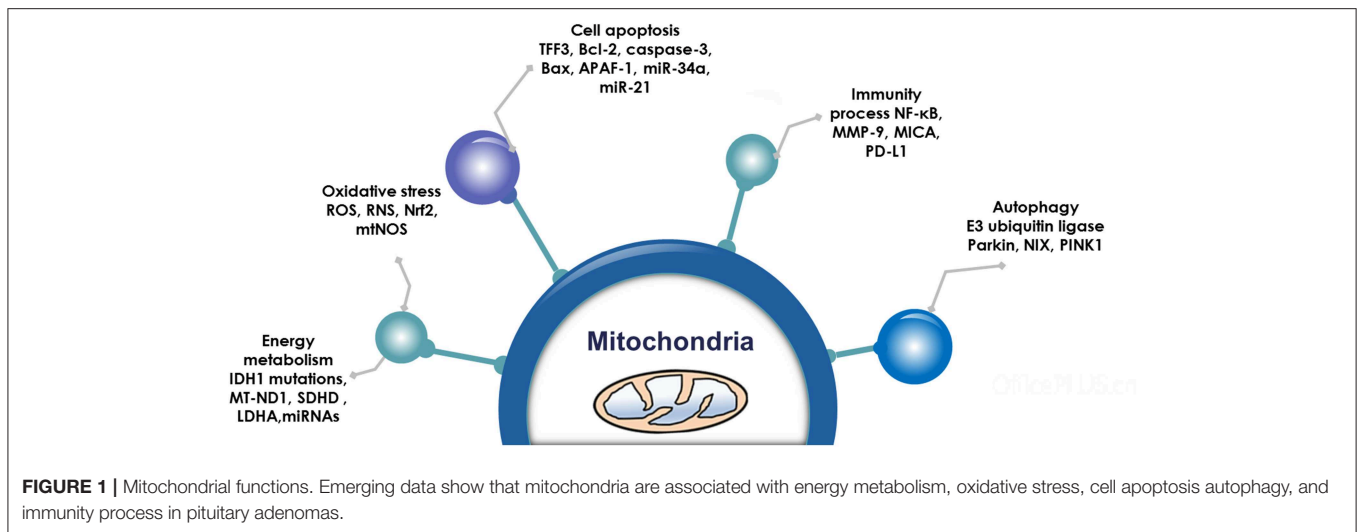 Cell apoptosis
TFF3, Bcl-2, caspase-3,
Bax, APAF-1, miR-34a,
miR-21
Immunity
process NF-κB,
MMP-9, MICA,
PD-L1
Oxidative stress
ROS, RNS, Nrf2,
mtNOS
Autophagy
E3 ubiquitin ligase
Parkin, NIX, PINK1
Energy
metabolism
IDH1 mutations,
MT-ND1, SDHD ,
LDHA,miRNAs
Mitochondria
OfficePLUS.cn
FIGURE 1 | Mitochondrial functions. Emerging data show that mitochondria are associated with energy metabolism, oxidative stress, cell apoptosis autophagy, and
immunity process in pituitary adenomas.